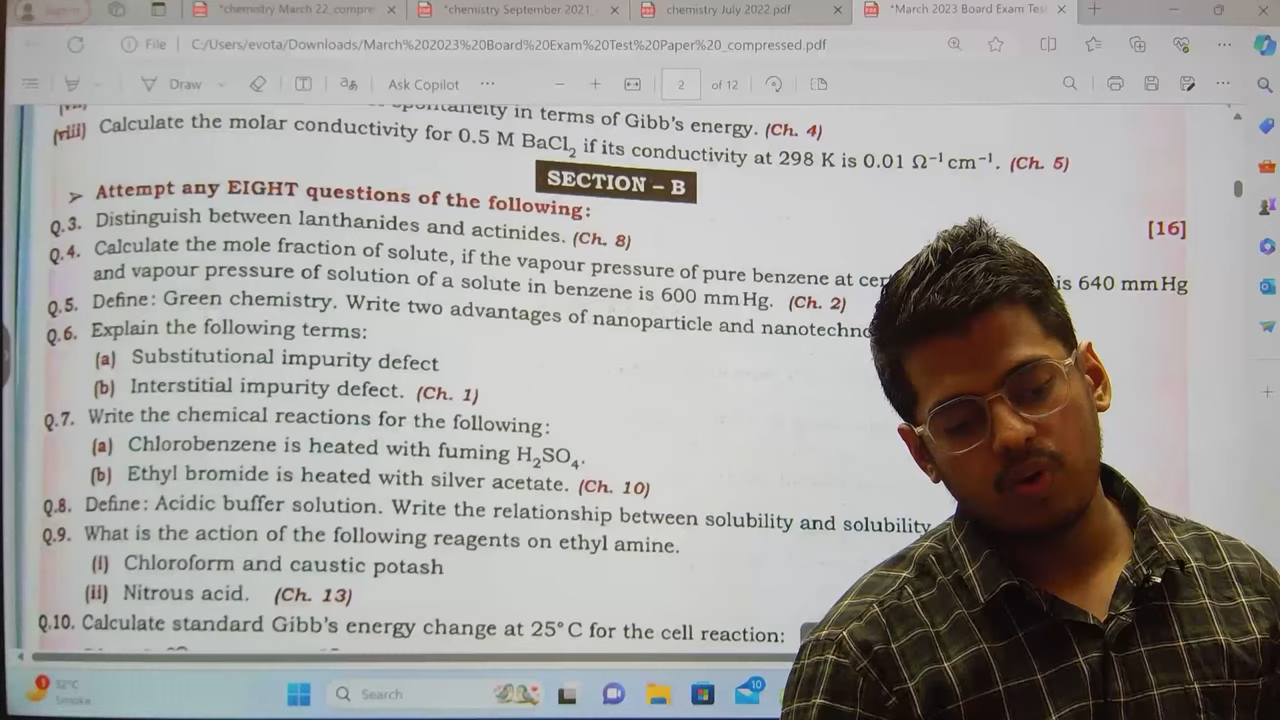 *chemistry March 22_compre
*chemistry September 2021_
chemistry July 2022.pdf
*March 2023 Board Exam Test
File C:/Users/evota/Downloads/March%202023%20Board%20Exam%20Test%20Paper%20_compressed.pdf
Draw Ask Copilot 2 of 12
spontaneity in terms of Gibb's energy. (Ch. 4)
(viii) Calculate the molar conductivity for 0.5 M BaCl2 if its conductivity at 298 K is 0.01 Ω−1 cm−1. (Ch. 5)
SECTION – B
➤ Attempt any EIGHT questions of the following: [16]
Q.3. Distinguish between lanthanides and actinides. (Ch. 8)
Q.4. Calculate the mole fraction of solute, if the vapour pressure of pure benzene at cer is 640 mmHg
and vapour pressure of solution of a solute in benzene is 600 mmHg. (Ch. 2)
Q.5. Define: Green chemistry. Write two advantages of nanoparticle and nanotechno
Q.6. Explain the following terms:
(a) Substitutional impurity defect
(b) Interstitial impurity defect. (Ch. 1)
Q.7. Write the chemical reactions for the following:
(a) Chlorobenzene is heated with fuming H2SO4.
(b) Ethyl bromide is heated with silver acetate. (Ch. 10)
Q.8. Define: Acidic buffer solution. Write the relationship between solubility and solubility
Q.9. What is the action of the following reagents on ethyl amine.
(i) Chloroform and caustic potash
(ii) Nitrous acid. (Ch. 13)
Q.10. Calculate standard Gibb's energy change at 25°C for the cell reaction:
32°C
Smoke
Search
10